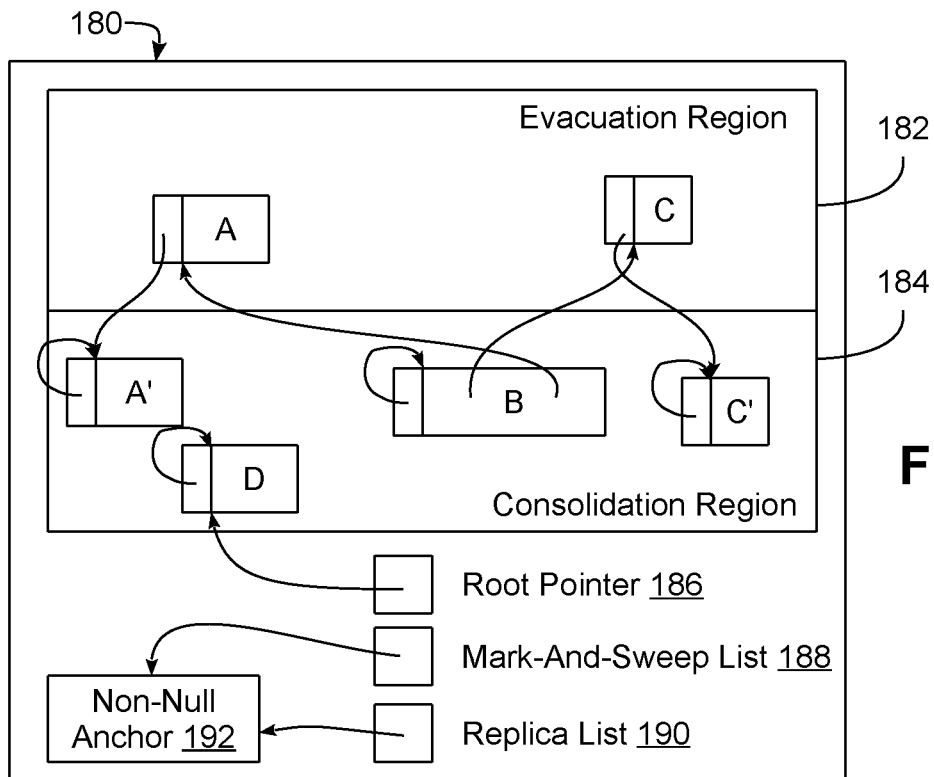 180
Evacuation Region
182
A
C
184
A'
B
C'
D
F
Consolidation Region
Root Pointer 186
Mark-And-Sweep List 188
Non-Null
Anchor 192
Replica List 190